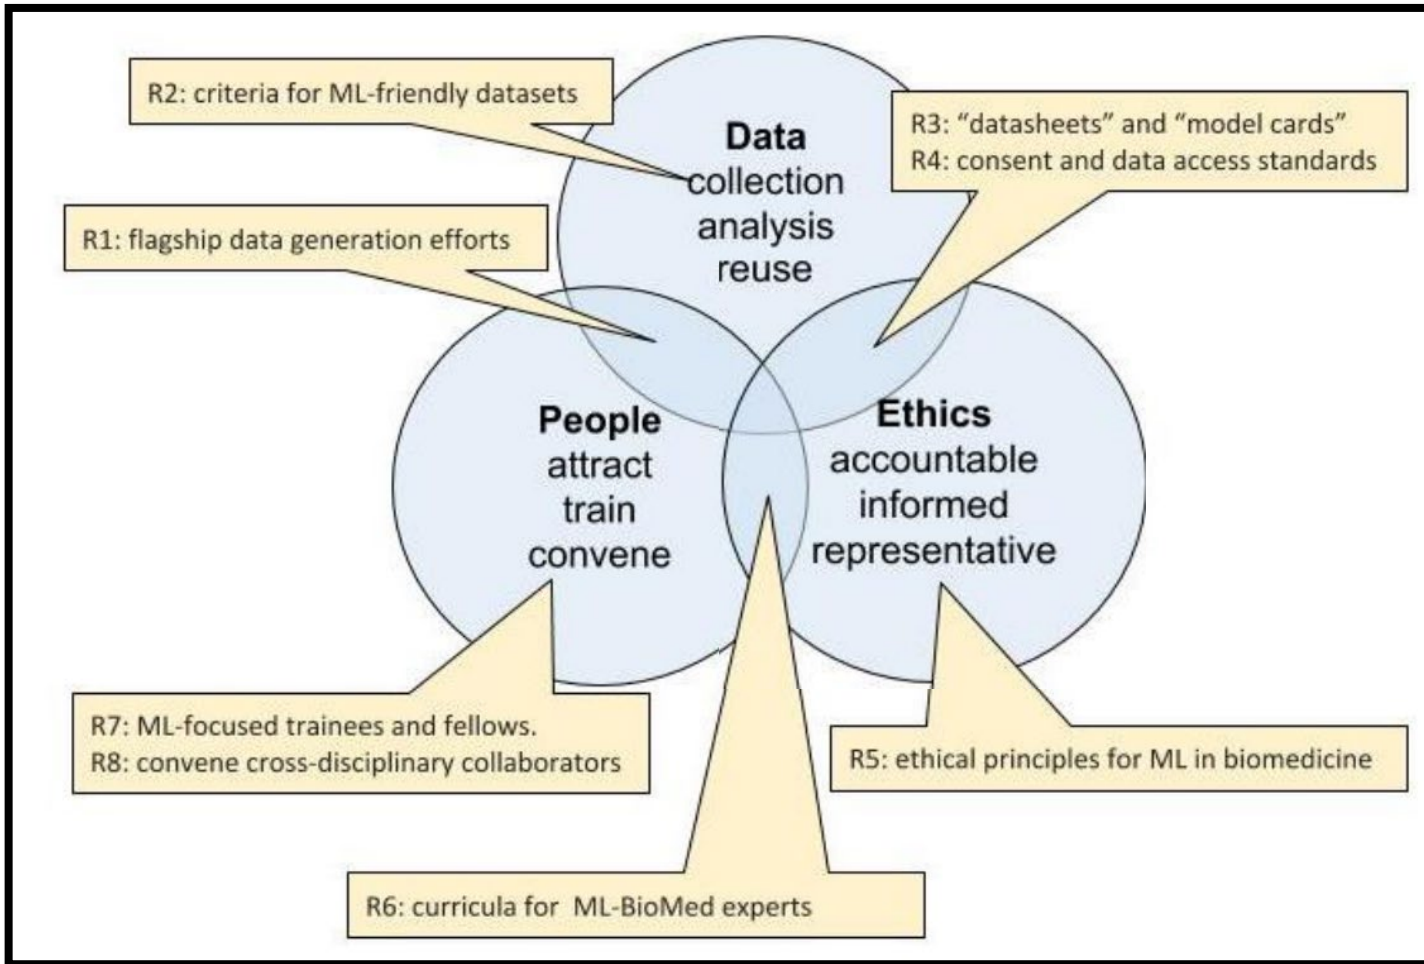 R2: criteria for ML-friendly datasets
Data
collection
analysis
reuse
R3: “datasheets” and “model cards”
R4: consent and data access standards
R1: flagship data generation efforts
People
attract
train
convene
Ethics
accountable
informed
representative
R7: ML-focused trainees and fellows.
R8: convene cross-disciplinary collaborators
R5: ethical principles for ML in biomedicine
R6: curricula for  ML-BioMed experts